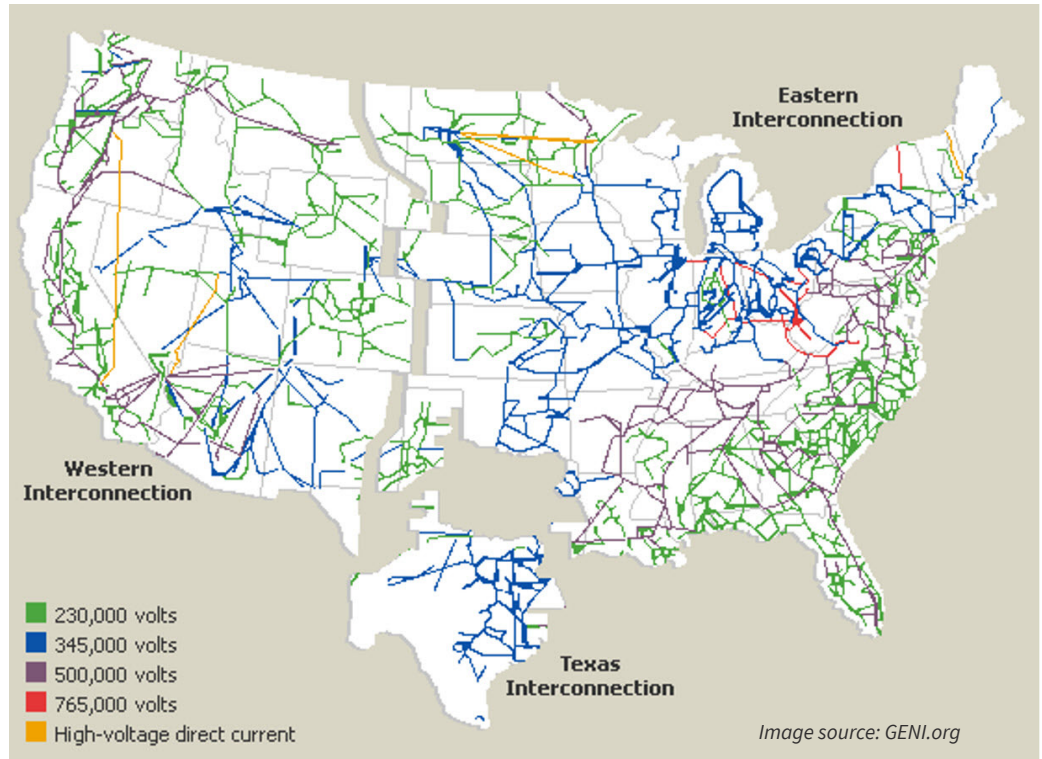 Eastern
Interconnection
Western
Interconnection
230,000 volts
345,000 volts
500,000 volts
765,000 volts
High-voltage direct current
Texas
Interconnection
Image source: GENI.org